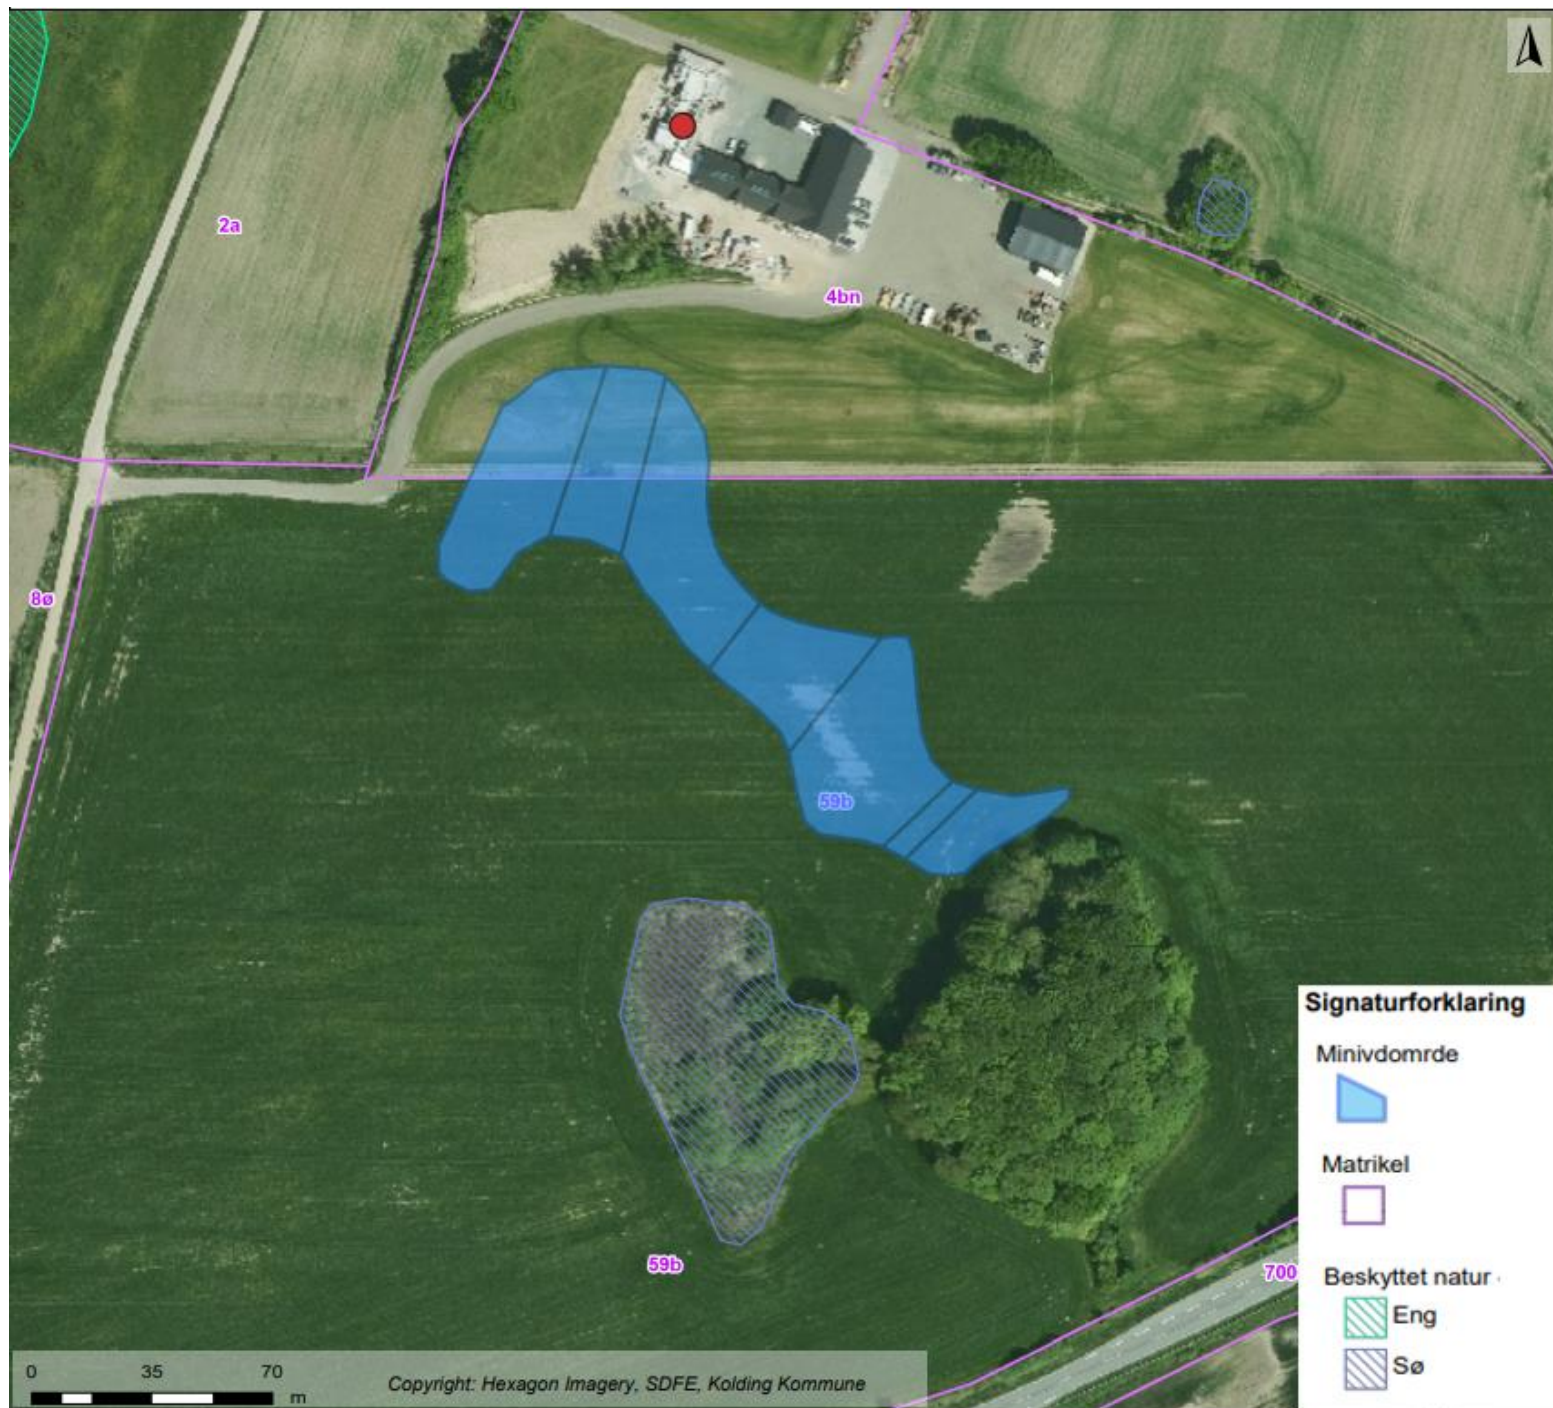 2a
4bn
8ø
59b
59b
700
Signaturforklaring
Minivdomrde
Matrikel
Beskyttet natur
Eng
Sø
0 35 70
m
Copyright: Hexagon Imagery, SDFE, Kolding Kommune